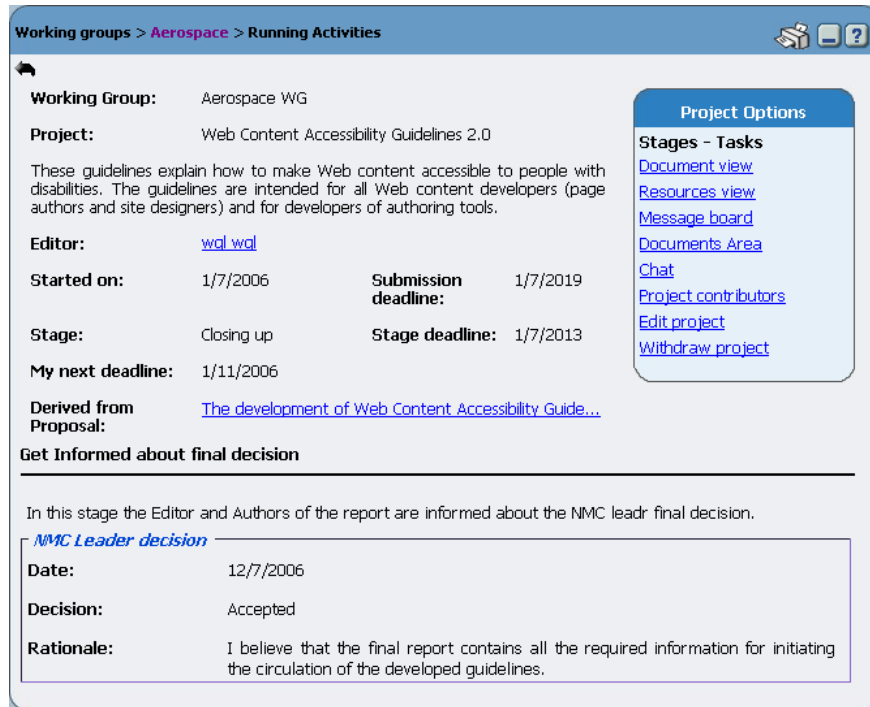 Working groups > Aerospace > Running Activities
?
Working Group: Aerospace WG
Project: Web Content Accessibility Guidelines 2.0
These guidelines explain how to make Web content accessible to people with
disabilities. The guidelines are intended for all Web content developers (page
authors and site designers) and for developers of authoring tools.
Editor: wgl wgl
Started on: 1/7/2006 Submission deadline: 1/7/2019
Stage: Closing up Stage deadline: 1/7/2013
My next deadline: 1/11/2006
Derived from Proposal: The development of Web Content Accessibility Guide...
Project Options
Stages - Tasks
Document view
Resources view
Message board
Documents Area
Chat
Project contributors
Edit project
Withdraw project
Get Informed about final decision
In this stage the Editor and Authors of the report are informed about the NMC leadr final decision.
NMC Leader decision
Date: 12/7/2006
Decision: Accepted
Rationale: I believe that the final report contains all the required information for initiating
the circulation of the developed guidelines.